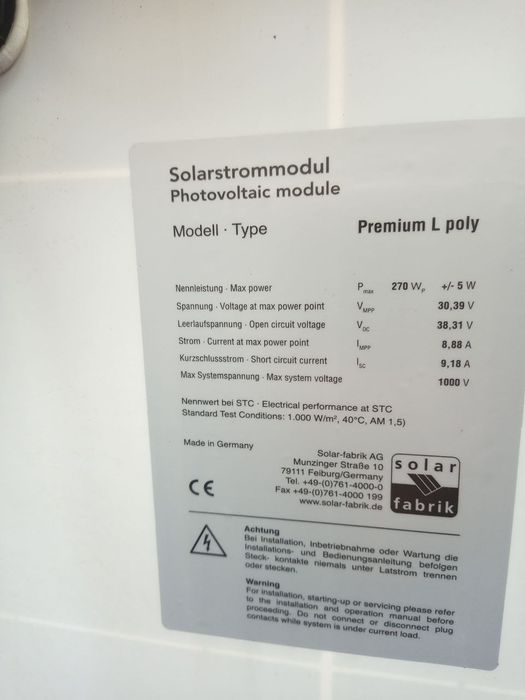 Solarstrommodul
Photovoltaic module
Modell · Type Premium L poly
Nennleistung · Max power Pmax 270 Wp +/- 5 W
Spannung · Voltage at max power point VMPP 30,39 V
Leerlaufspannung · Open circuit voltage VOC 38,31 V
Strom · Current at max power point IMPP 8,88 A
Kurzschlussstrom · Short circuit current ISC 9,18 A
Max Systemspannung · Max system voltage 1000 V
Nennwert bei STC · Electrical performance at STC
Standard Test Conditions: 1.000 W/m², 40°C, AM 1,5)
Made in Germany
Solar-fabrik AG
Munzinger Straße 10
79111 Feiburg/Germany
Tel. +49-(0)761-4000-0
Fax +49-(0)761-4000 199
www.solar-fabrik.de
solar
fabrik
CE
Achtung
Bei Installation, Inbetriebnahme oder Wartung die
Installations- und Bedienungsanleitung befolgen
Steck- kontakte niemals unter Latstrom trennen
oder stecken.
Warning
For installation, starting-up or servicing please refer
to the installation and operation manual before
proceeding. Do not connect or disconnect plug
contacts while system is under current load.